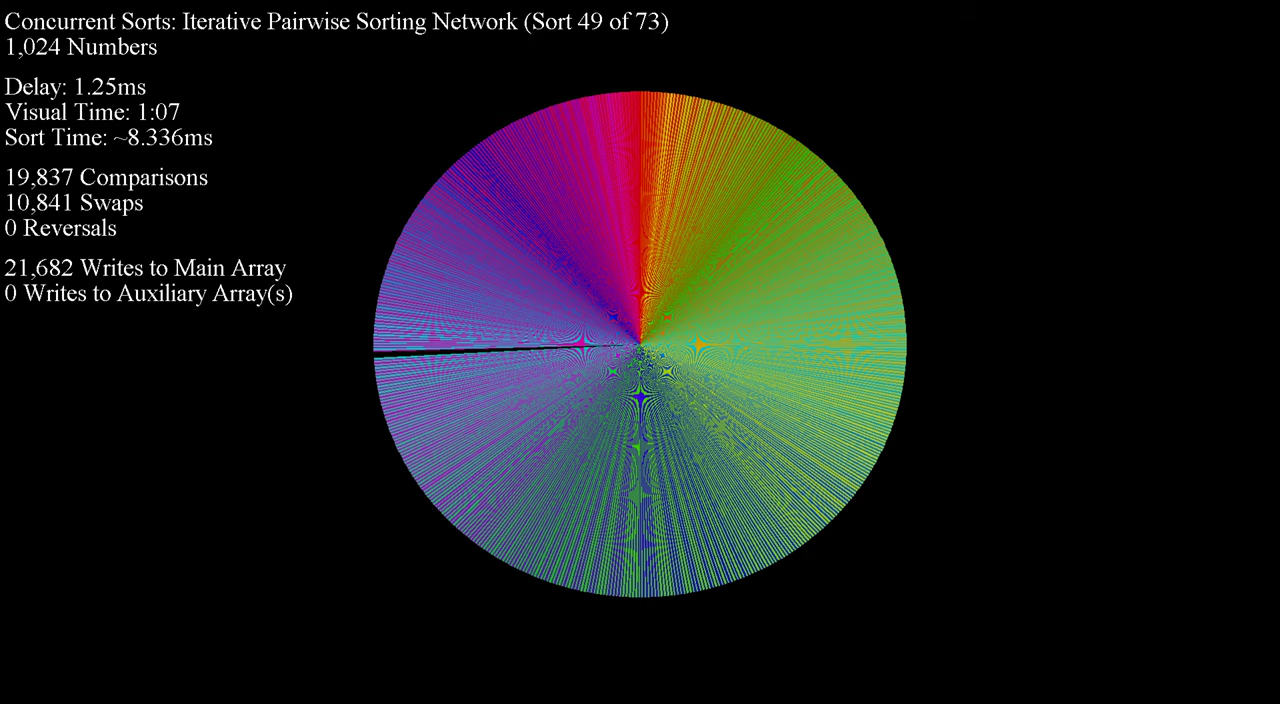 Concurrent Sorts: Iterative Pairwise Sorting Network (Sort 49 of 73)
1,024 Numbers
Delay: 1.25ms
Visual Time: 1:07
Sort Time: ~8.336ms
19,837 Comparisons
10,841 Swaps
0 Reversals
21,682 Writes to Main Array
0 Writes to Auxiliary Array(s)